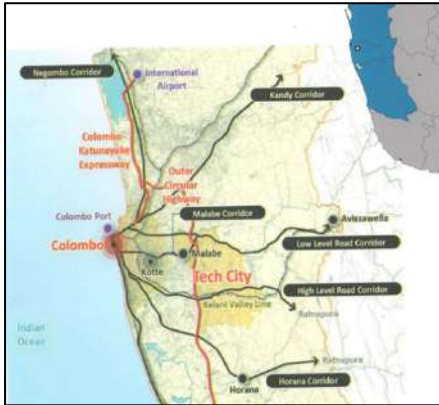 Negombo Corridor
International
Airport
Kandy Corridor
Colombo-
Katunayake
Expressway
Outer
Circular
Highway
Colombo Port
Malabe Corridor
Avissawella
Colombo
Low Level Road Corridor
Malabe
Kotte
Tech City
High Level Road Corridor
Kelani Valley Line
Ratnapura
Indian
Ocean
Ratnapura
Horana Corridor
Horana